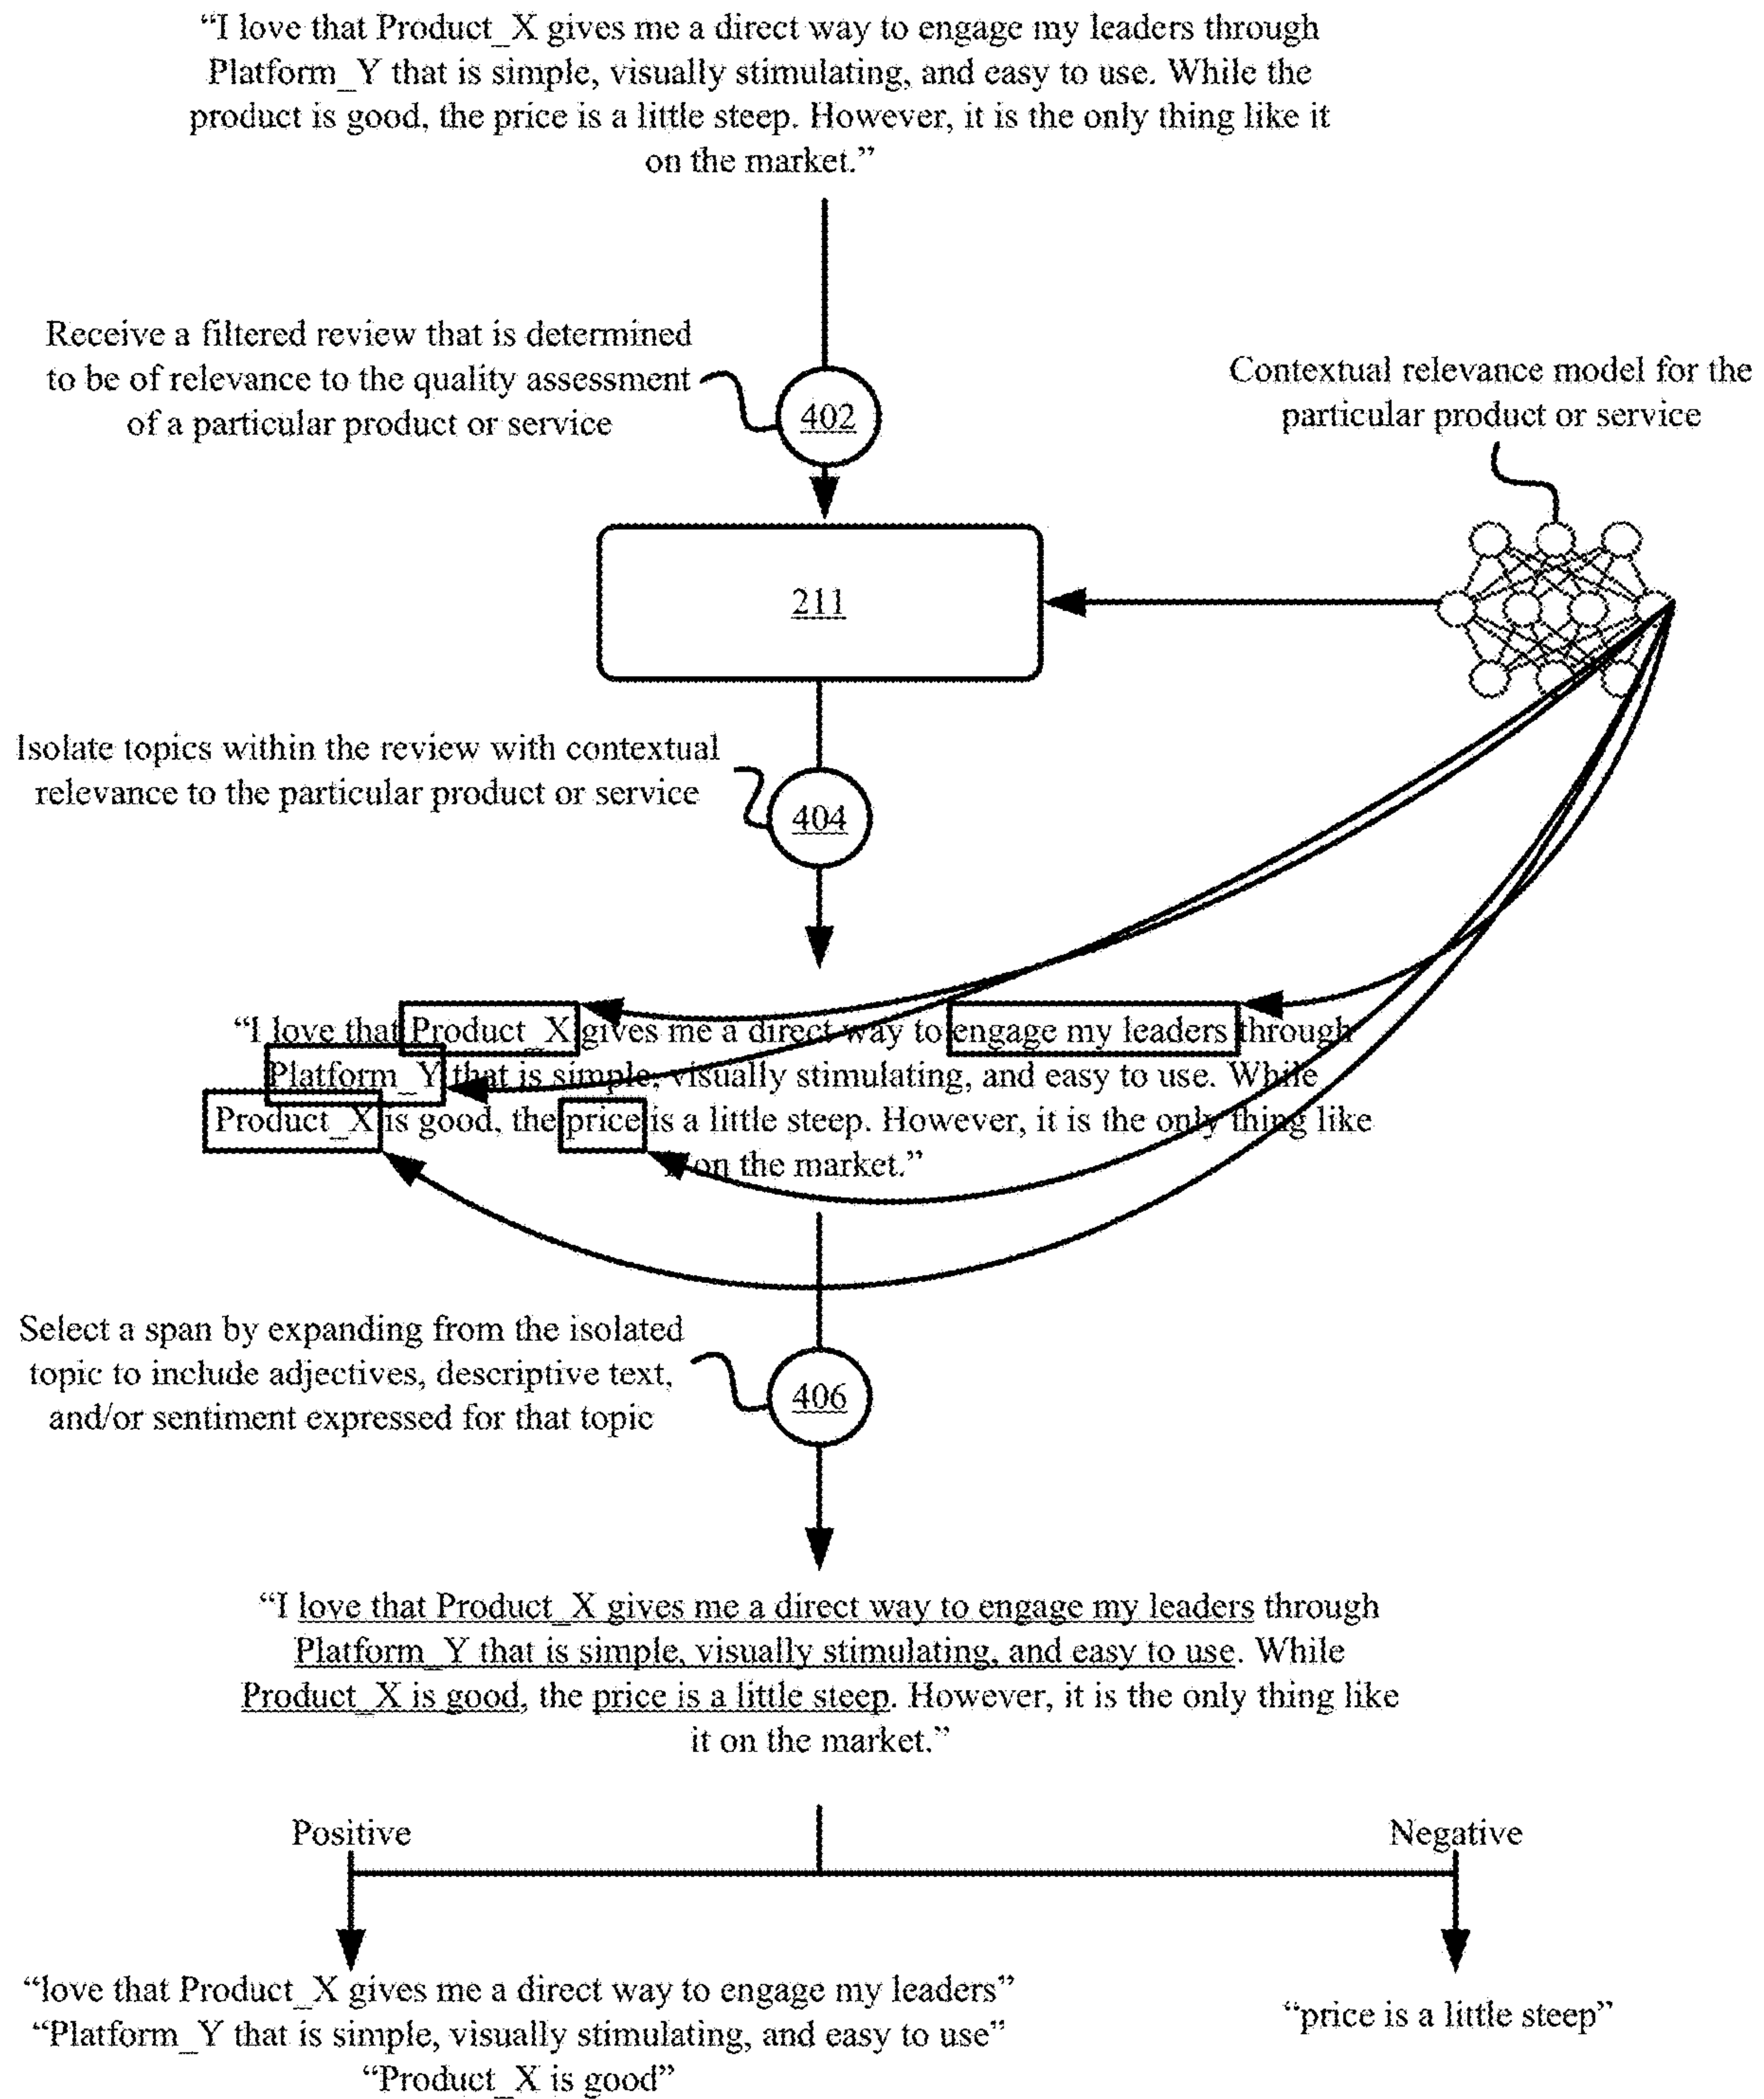 “I love that Product_X gives me a direct way to engage my leaders through
Platform_Y that is simple, visually stimulating, and easy to use. While the
product is good, the price is a little steep. However, it is the only thing like it
on the market.”
Receive a filtered review that is determined
to be of relevance to the quality assessment
of a particular product or service
402
Contextual relevance model for the
particular product or service
211
Isolate topics within the review with contextual
relevance to the particular product or service
404
“I love that Product_X gives me a direct way to engage my leaders through
Platform_Y that is simple, visually stimulating, and easy to use. While
Product_X is good, the price is a little steep. However, it is the only thing like
on the market.”
Select a span by expanding from the isolated
topic to include adjectives, descriptive text,
and/or sentiment expressed for that topic
406
“I love that Product_X gives me a direct way to engage my leaders through
Platform_Y that is simple, visually stimulating, and easy to use. While
Product_X is good, the price is a little steep. However, it is the only thing like
it on the market.”
Positive
Negative
“love that Product_X gives me a direct way to engage my leaders”
“Platform_Y that is simple, visually stimulating, and easy to use”
“Product_X is good”
“price is a little steep”